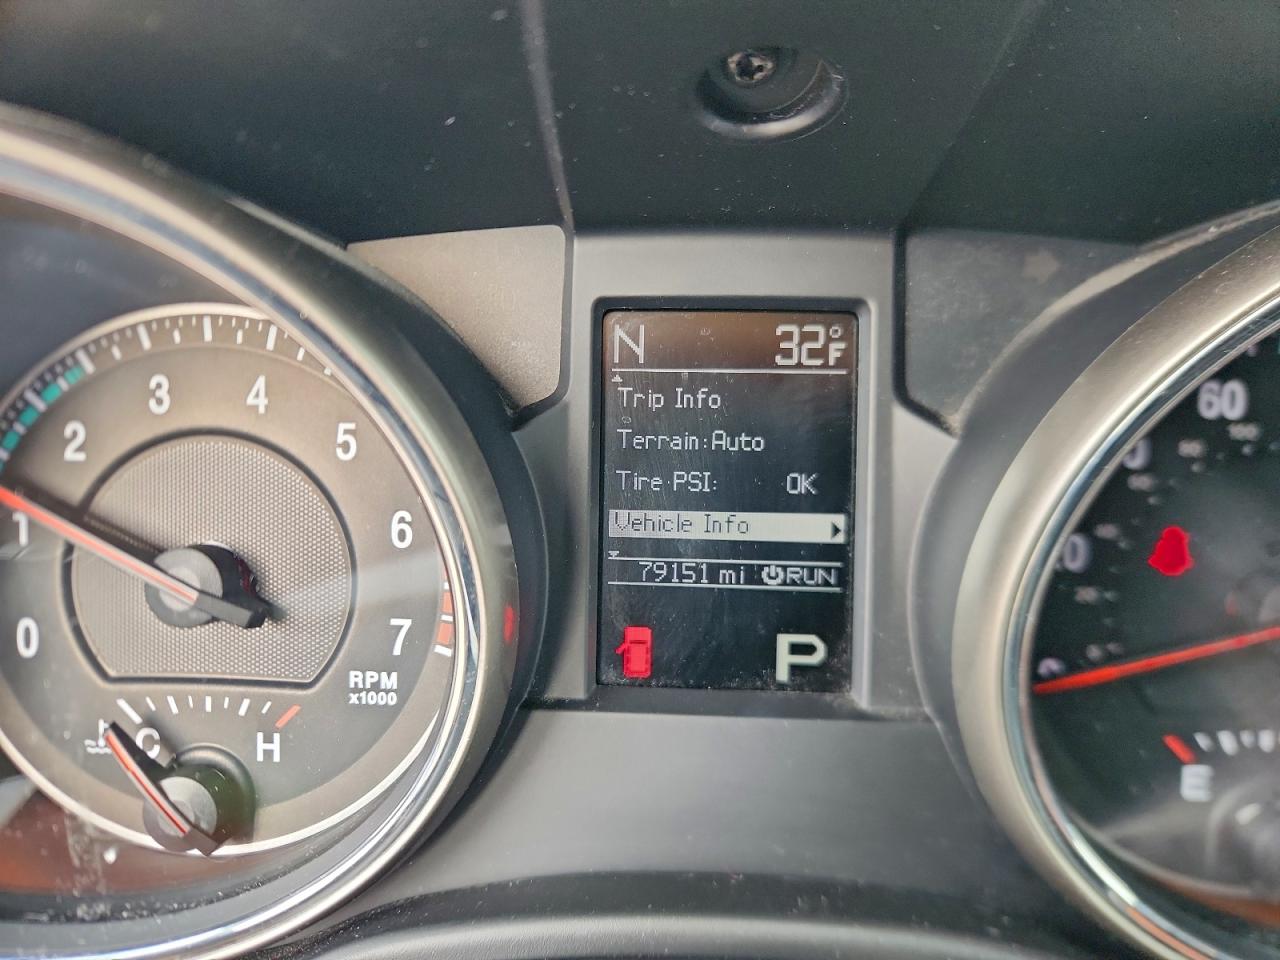 N 32°F
Trip Info
Terrain:Auto
Tire PSI: OK
Vehicle Info
79151 mi RUN
P
0
1
2
3
4
5
6
7
RPM
x1000
C
H
60
E